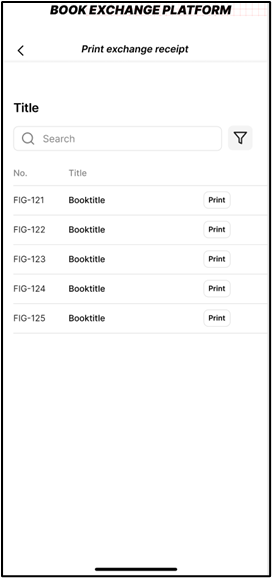 BOOK EXCHANGE PLATFORM
Print exchange receipt
Title
Search
No. Title
FIG-121 Booktitle Print
FIG-122 Booktitle Print
FIG-123 Booktitle Print
FIG-124 Booktitle Print
FIG-125 Booktitle Print